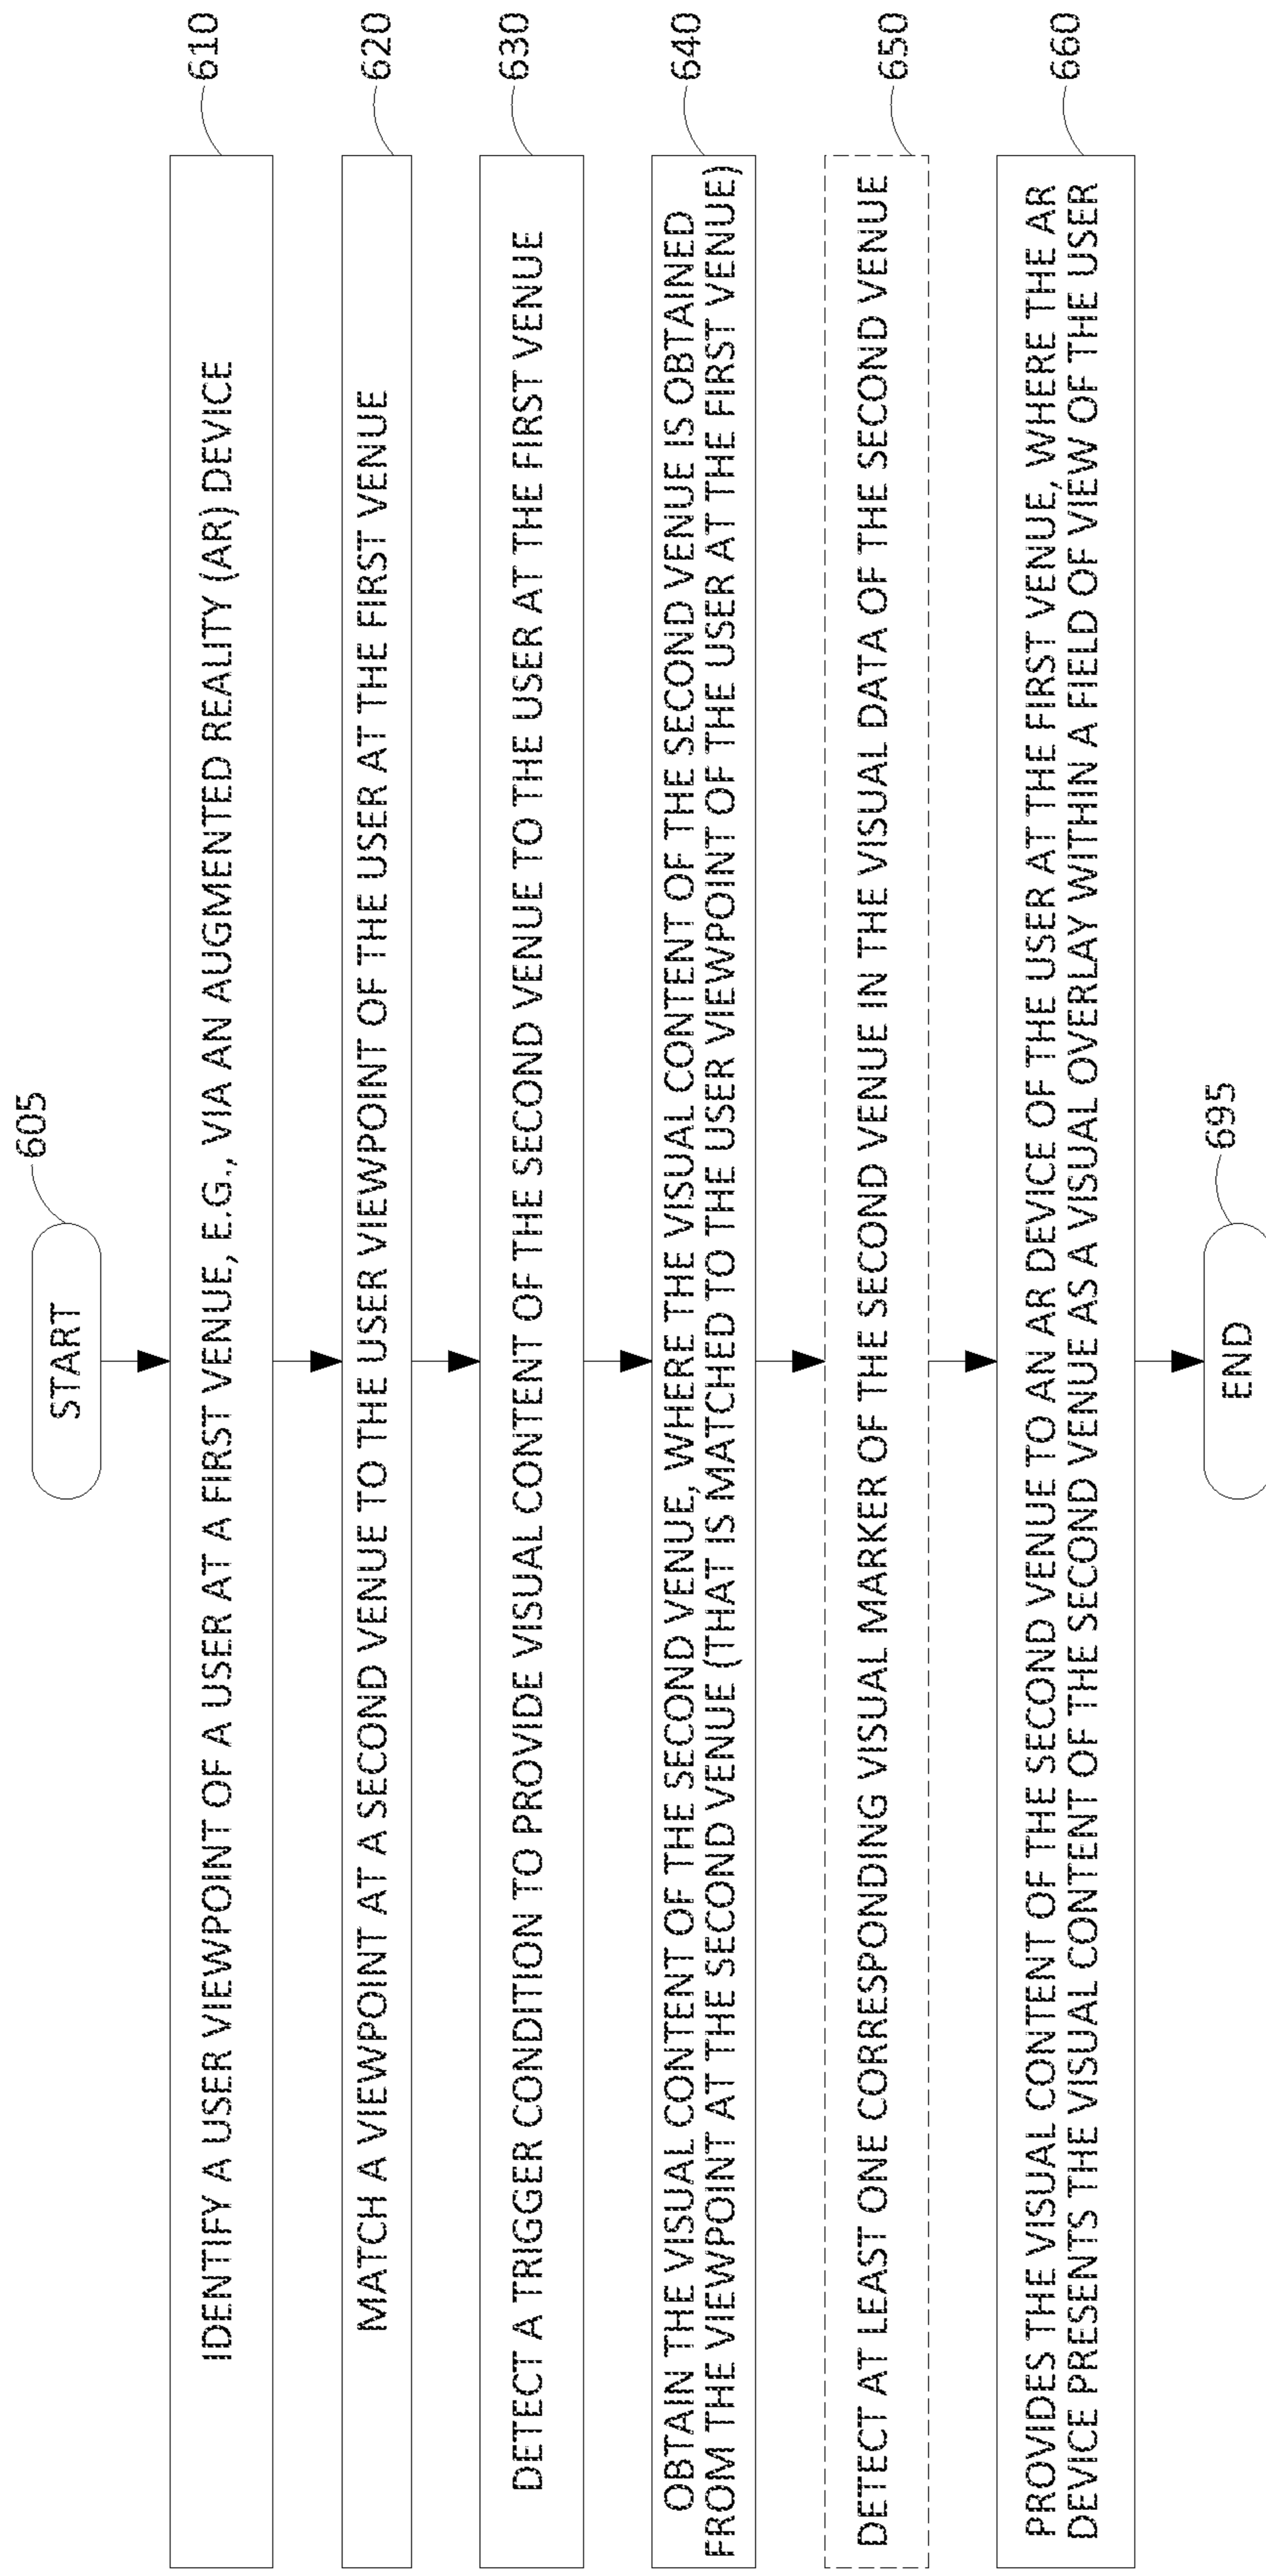 START
605
IDENTIFY A USER VIEWPOINT OF A USER AT A FIRST VENUE, E.G., VIA AN AUGMENTED REALITY (AR) DEVICE
610
MATCH A VIEWPOINT AT A SECOND VENUE TO THE USER VIEWPOINT OF THE USER AT THE FIRST VENUE
620
DETECT A TRIGGER CONDITION TO PROVIDE VISUAL CONTENT OF THE SECOND VENUE TO THE USER AT THE FIRST VENUE
630
OBTAIN THE VISUAL CONTENT OF THE SECOND VENUE, WHERE THE VISUAL CONTENT OF THE SECOND VENUE IS OBTAINED
FROM THE VIEWPOINT AT THE SECOND VENUE (THAT IS MATCHED TO THE USER VIEWPOINT OF THE USER AT THE FIRST VENUE)
640
DETECT AT LEAST ONE CORRESPONDING VISUAL MARKER OF THE SECOND VENUE IN THE VISUAL DATA OF THE SECOND VENUE
650
PROVIDES THE VISUAL CONTENT OF THE SECOND VENUE TO AN AR DEVICE OF THE USER AT THE FIRST VENUE, WHERE THE AR
DEVICE PRESENTS THE VISUAL CONTENT OF THE SECOND VENUE AS A VISUAL OVERLAY WITHIN A FIELD OF VIEW OF THE USER
660
END
695